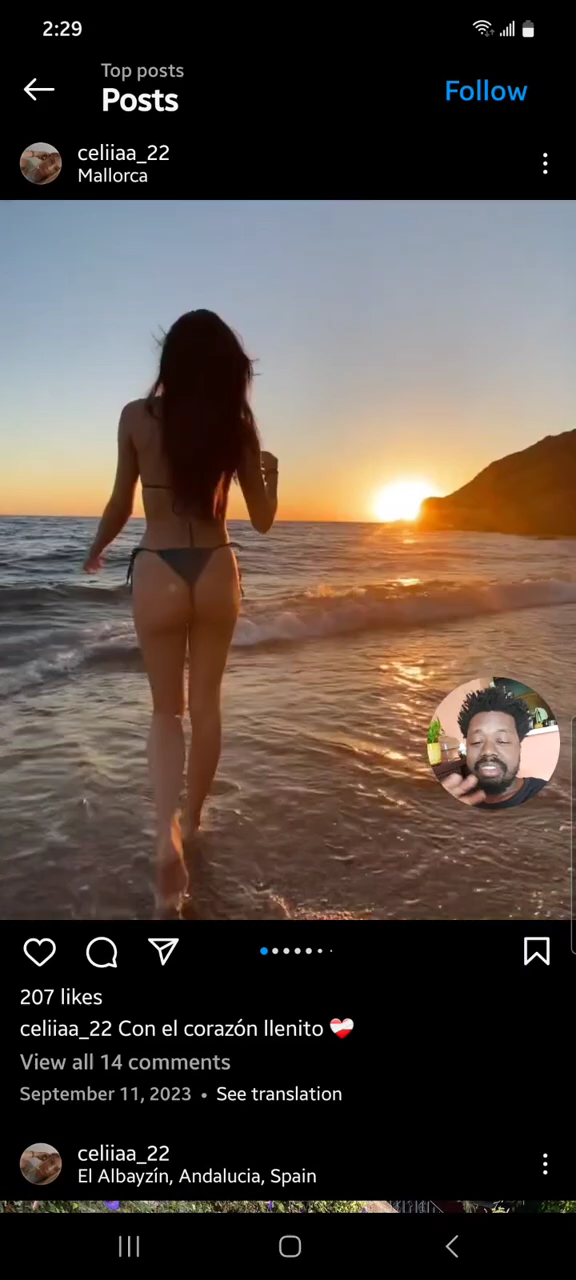 2:29
Top posts
Posts
Follow
celiiaa_22
Mallorca
207 likes
celiiaa_22 Con el corazón llenito
View all 14 comments
September 11, 2023 • See translation
celiiaa_22
El Albayzín, Andalucia, Spain